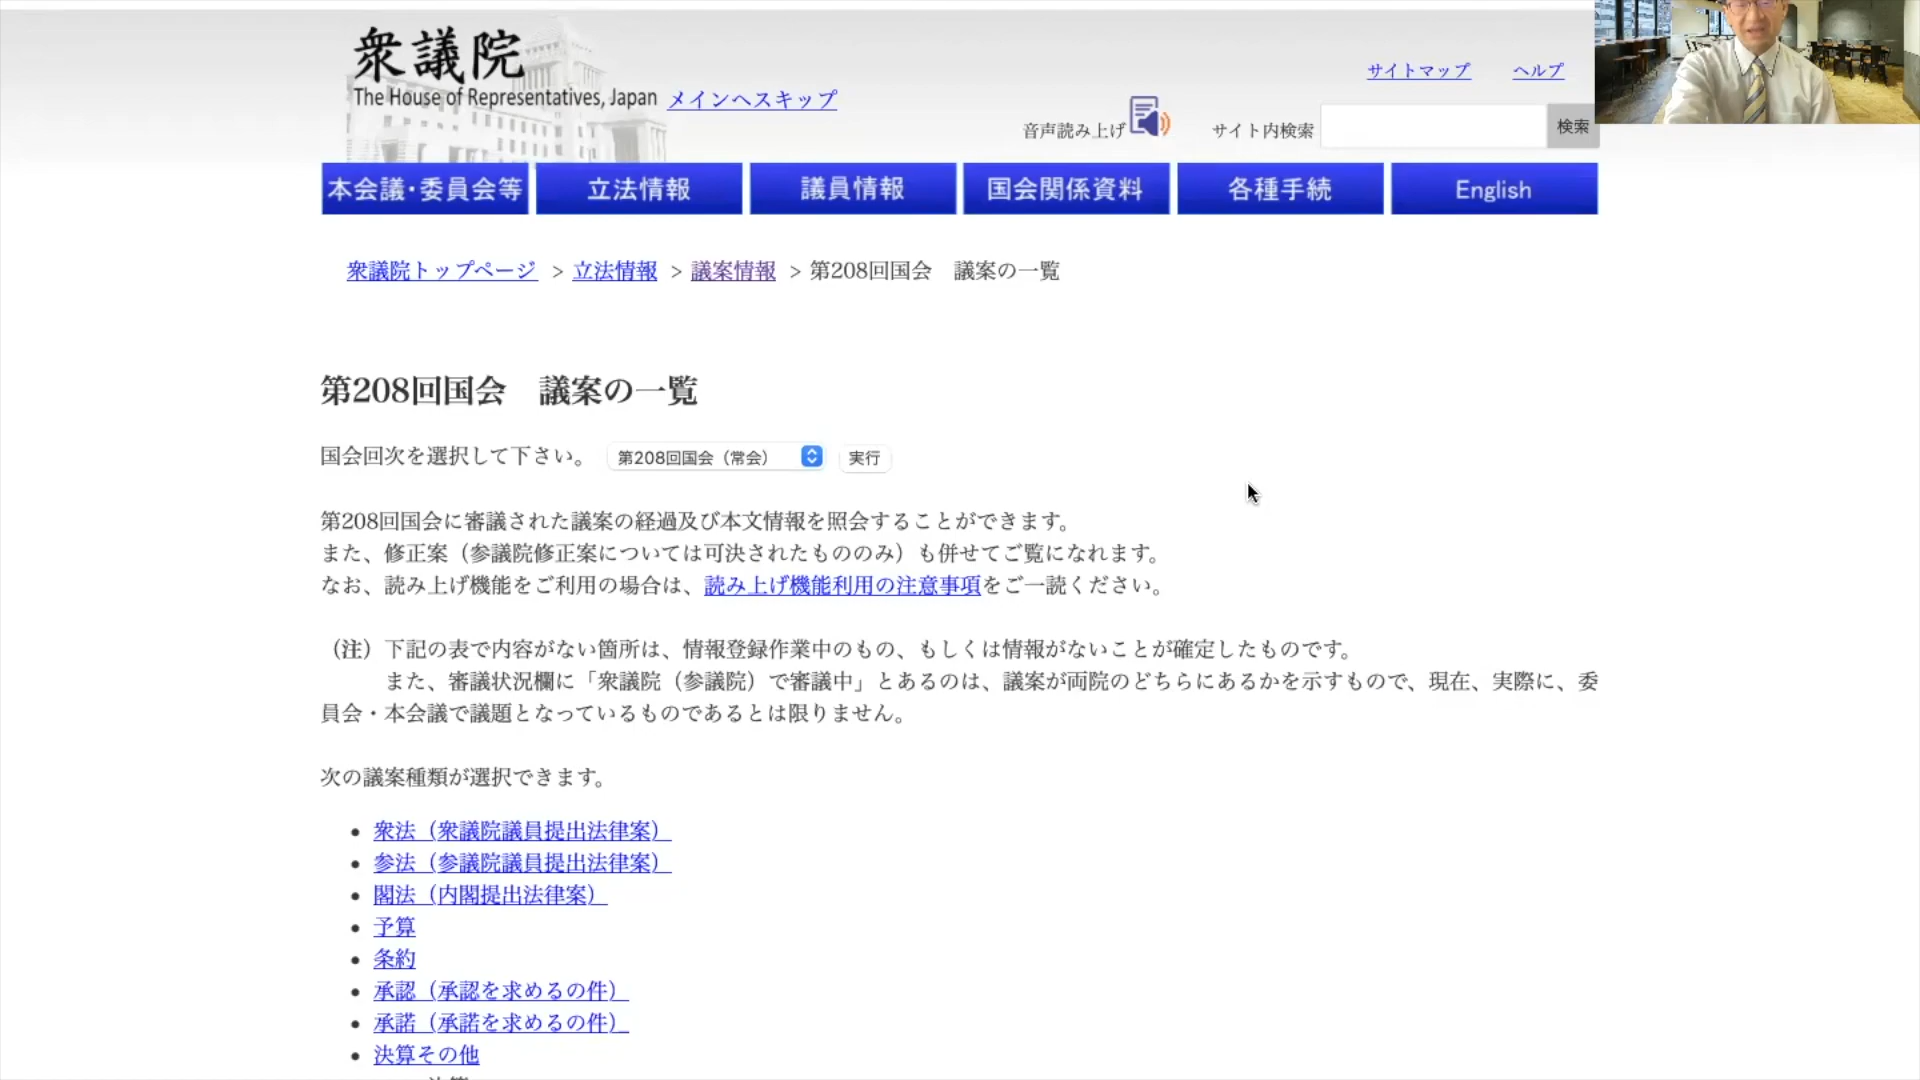 衆議院
The House of Representatives, Japan
メインへスキップ
サイトマップ
ヘルプ
音声読み上げ
サイト内検索
検索
本会議・委員会等
立法情報
議員情報
国会関係資料
各種手続
English
衆議院トップページ > 立法情報 > 議案情報 > 第208回国会　議案の一覧
第208回国会　議案の一覧
国会回次を選択して下さい。 第208回国会（常会） 実行
第208回国会に審議された議案の経過及び本文情報を照会することができます。
また、修正案（参議院修正案については可決されたもののみ）も併せてご覧になれます。
なお、読み上げ機能をご利用の場合は、読み上げ機能利用の注意事項をご一読ください。
（注）下記の表で内容がない箇所は、情報登録作業中のもの、もしくは情報がないことが確定したものです。
また、審議状況欄に「衆議院（参議院）で審議中」とあるのは、議案が両院のどちらにあるかを示すもので、現在、実際に、委
員会・本会議で議題となっているものであるとは限りません。
次の議案種類が選択できます。
• 衆法（衆議院議員提出法律案）
• 参法（参議院議員提出法律案）
• 閣法（内閣提出法律案）
• 予算
• 条約
• 承認（承認を求めるの件）
• 承諾（承諾を求めるの件）
• 決算その他